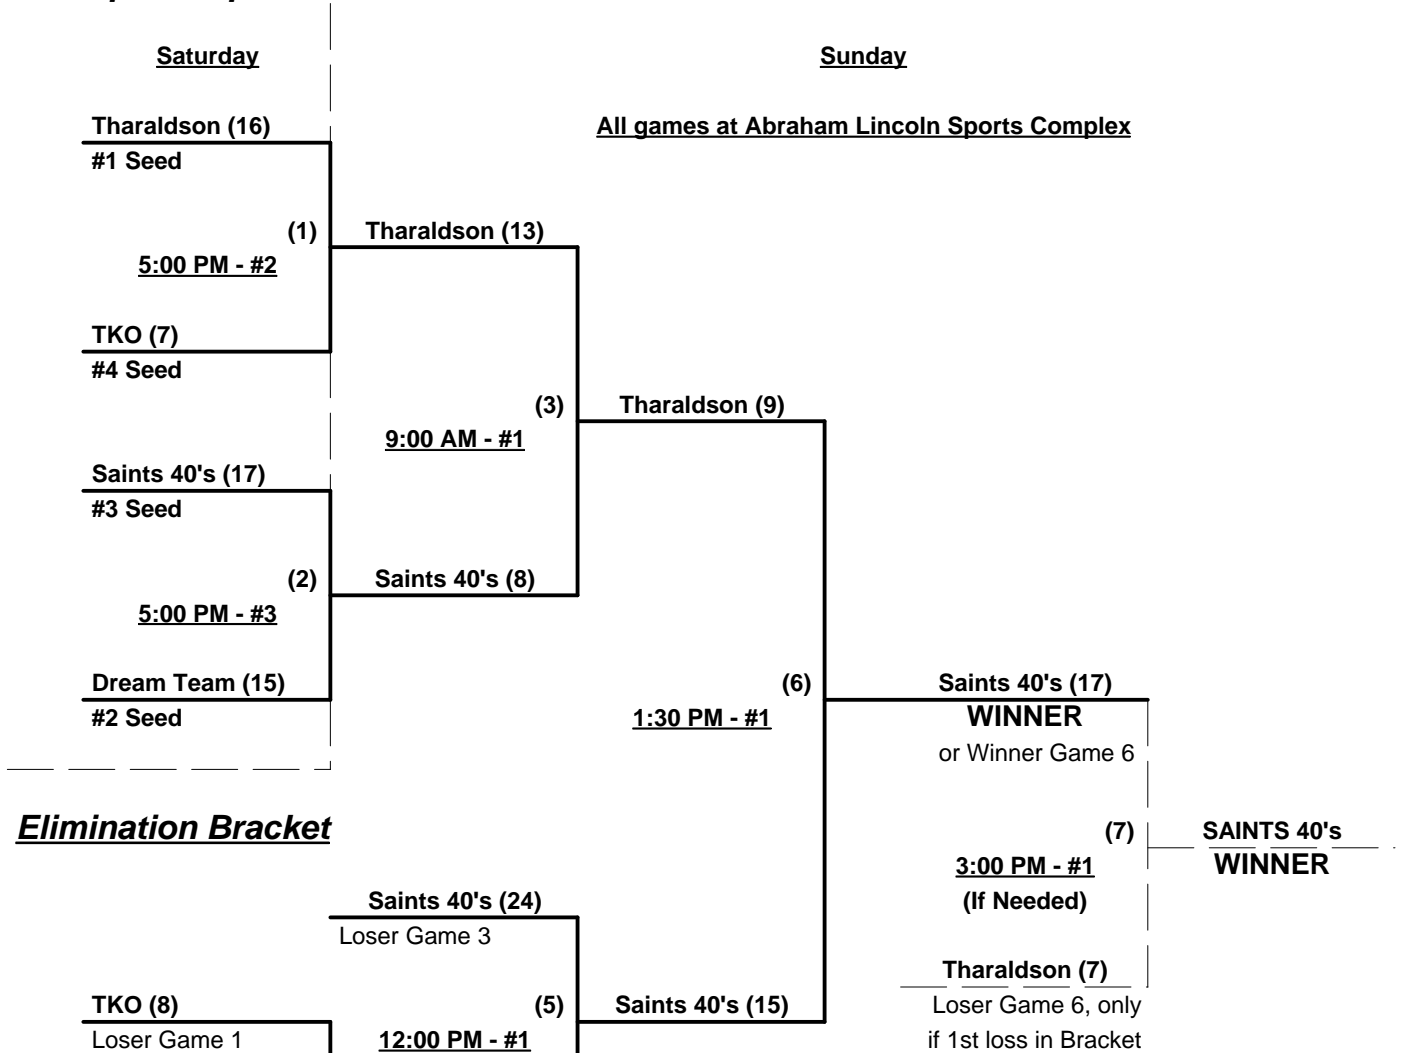 Saturday
Sunday
Tharaldson (16)
All games at Abraham Lincoln Sports Complex
#1 Seed
(1)
Tharaldson (13)
5:00 PM - #2
TKO (7)
#4 Seed
(3)
Tharaldson (9)
9:00 AM - #1
Saints 40's (17)
#3 Seed
(2)
Saints 40's (8)
5:00 PM - #3
Dream Team (15)
(6)
Saints 40's (17)
#2 Seed
1:30 PM - #1
WINNER
or Winner Game 6
Elimination Bracket
(7)
SAINTS 40's
3:00 PM - #1
WINNER
Saints 40's (24)
(If Needed)
Loser Game 3
Tharaldson (7)
TKO (8)
(5)
Saints 40's (15)
Loser Game 6, only
Loser Game 1
12:00 PM - #1
if 1st loss in Bracket